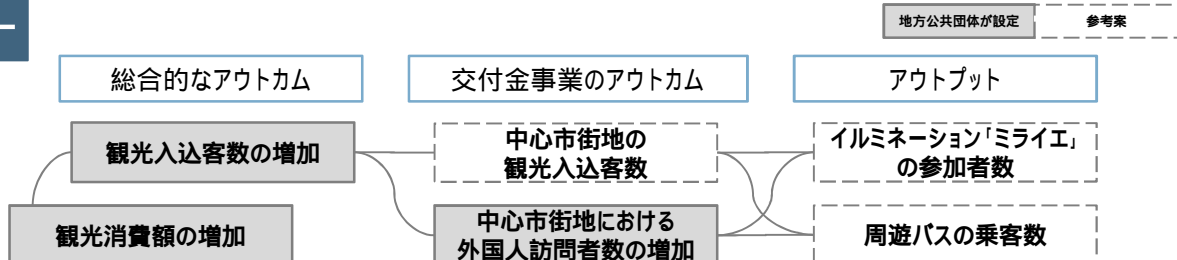 地方公共団体が設定
参考案
総合的なアウトカム
交付金事業のアウトカム
アウトプット
観光入込客数の増加
中心市街地の
観光入込客数
イルミネーション「ミライエ」
の参加者数
観光消費額の増加
中心市街地における
外国人訪問者数の増加
周遊バスの乗客数